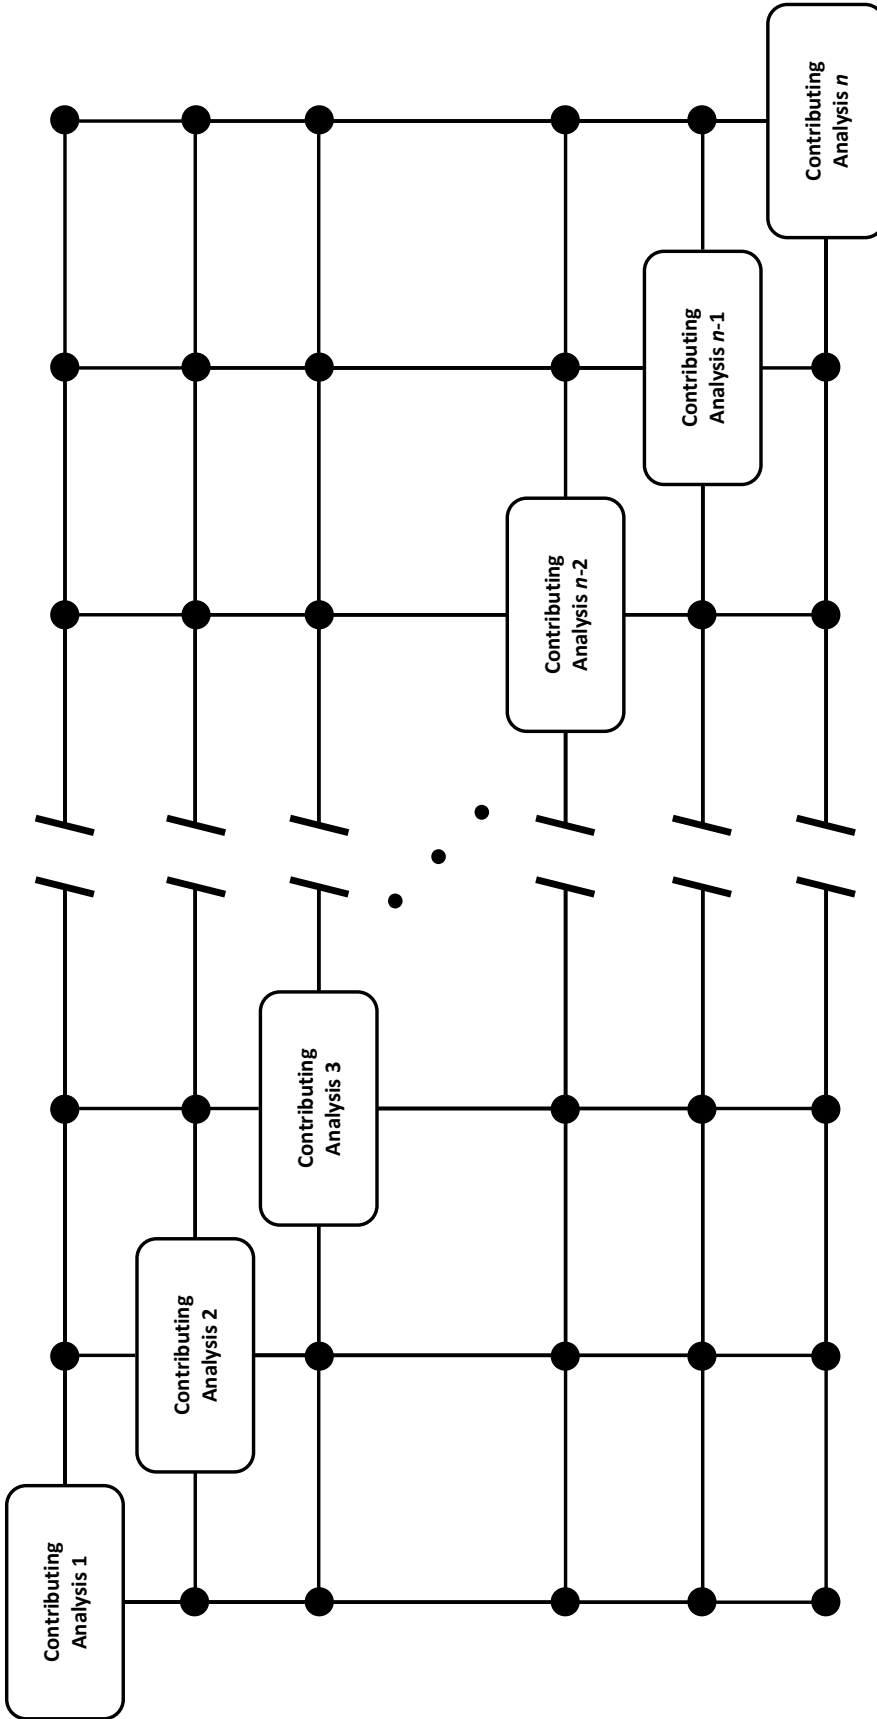 Contributing
Analysis 1
Contributing
Analysis 2
Contributing
Analysis 3
Contributing
Analysis n-2
Contributing
Analysis n-1
Contributing
Analysis n